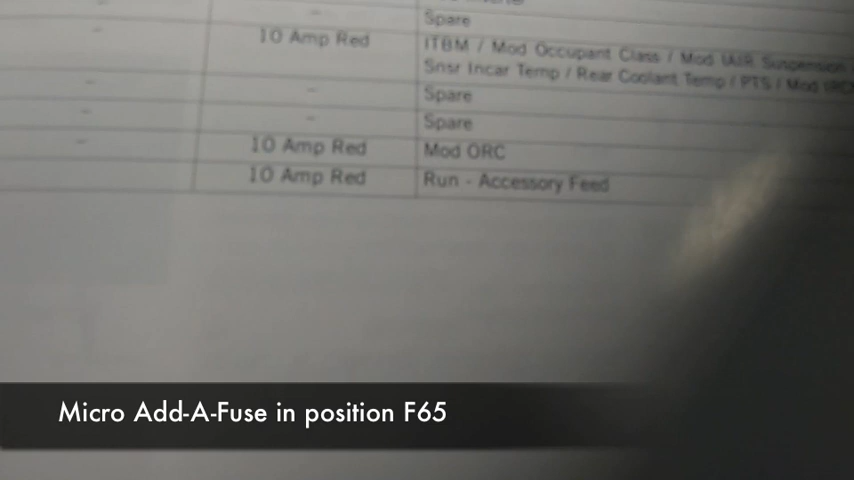 Spare
10 Amp Red
ITBM / Mod Occupant Class / Mod IAIR Suspension
Snsr Incar Temp / Rear Coolant Temp / PTS / Mod IRCM
Spare
Spare
10 Amp Red
Mod ORC
10 Amp Red
Run - Accessory Feed
Micro Add-A-Fuse in position F65